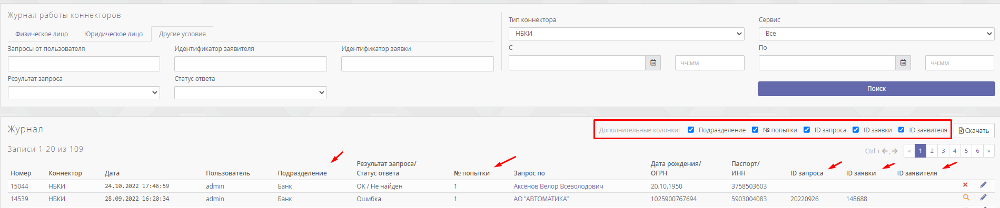 Журнал работы коннекторов
Физическое лицо Юридическое лицо Другие условия
Запросы от пользователя Идентификатор заявителя Идентификатор заявки
Результат запроса Статус ответа
Тип коннектора Сервис
НБКИ Все
С По
чч:мм чч:мм
Поиск
Журнал
Дополнительные колонки: Подразделение № попытки ID запроса ID заявки ID заявителя Скачать
Записи 1-20 из 109
Ctrl + ← , → « 1 2 3 4 5 6 »
Результат запроса/ Дата рождения/ Паспорт/
Номер Коннектор Дата Пользователь Подразделение Статус ответа № попытки Запрос по ОГРН ИНН ID запроса ID заявки ID заявителя
15044 НБКИ 24.10.2022 17:46:59 admin Банк OK / Не найден 1 Аксёнов Велор Всеволодович 20.10.1950 3758503603
14539 НБКИ 28.09.2022 16:20:34 admin Банк Ошибка 1 АО "АВТОМАТИКА" 1025900767694 5903004083 20220926 148688